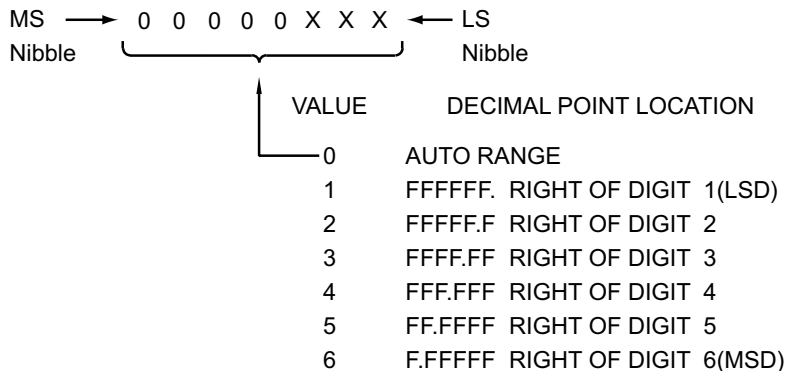 MS 0 0 0 0 0 X X X LS
Nibble Nibble
VALUE DECIMAL POINT LOCATION
0 AUTO RANGE
1 FFFFFF. RIGHT OF DIGIT 1(LSD)
2 FFFFF.F RIGHT OF DIGIT 2
3 FFFF.FF RIGHT OF DIGIT 3
4 FFF.FFF RIGHT OF DIGIT 4
5 FF.FFFF RIGHT OF DIGIT 5
6 F.FFFFF RIGHT OF DIGIT 6(MSD)